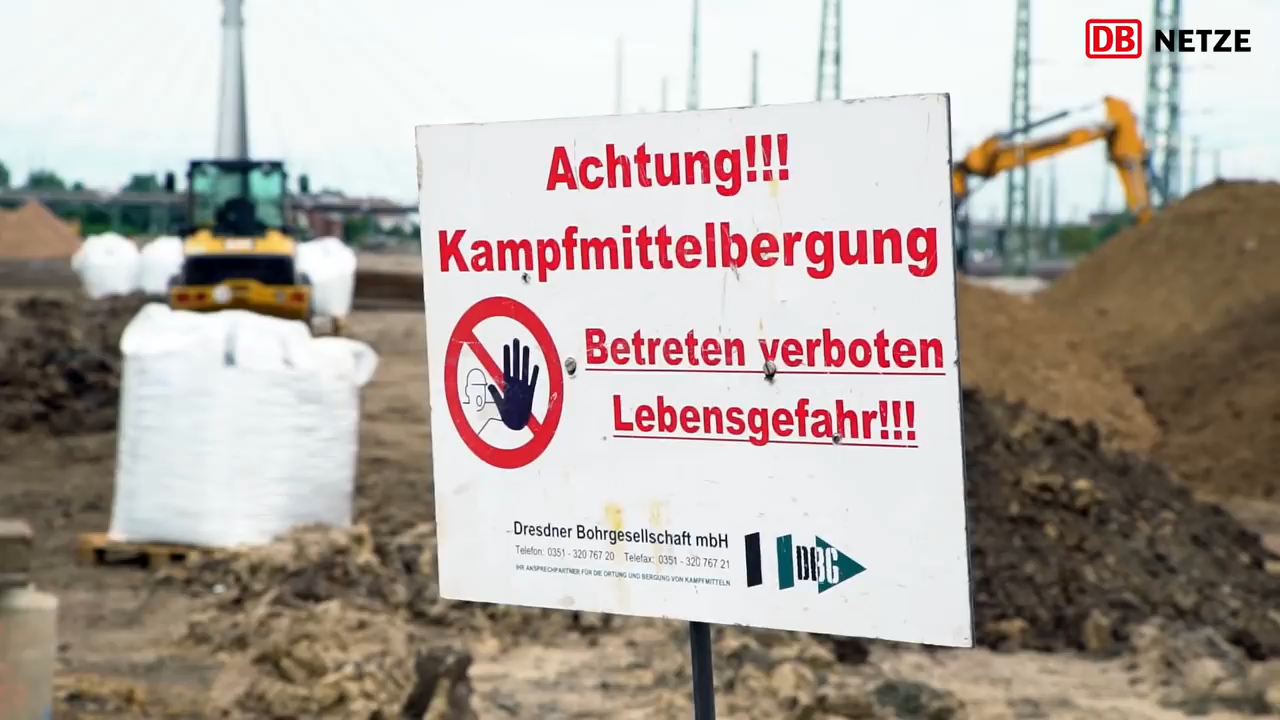 DB NETZE
Achtung!!!
Kampfmittelbergung
Betreten verboten
Lebensgefahr!!!
Dresdner Bohrgesellschaft mbH
Telefon: 0351 - 320 767 20 Telefax: 0351 - 320 767 21
IHR ANSPRECHPARTNER FÜR DIE ORTUNG UND BERGUNG VON KAMPFMITTELN
DBG